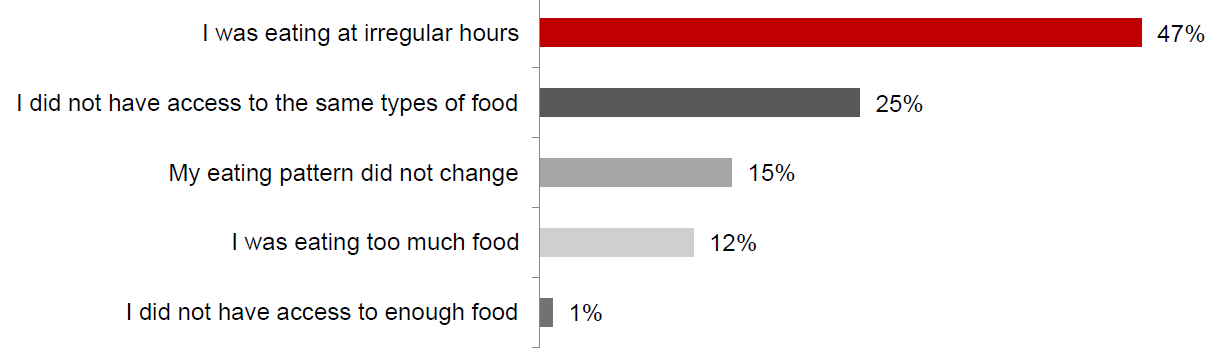 I was eating at irregular hours 47%
I did not have access to the same types of food 25%
My eating pattern did not change 15%
I was eating too much food 12%
I did not have access to enough food 1%